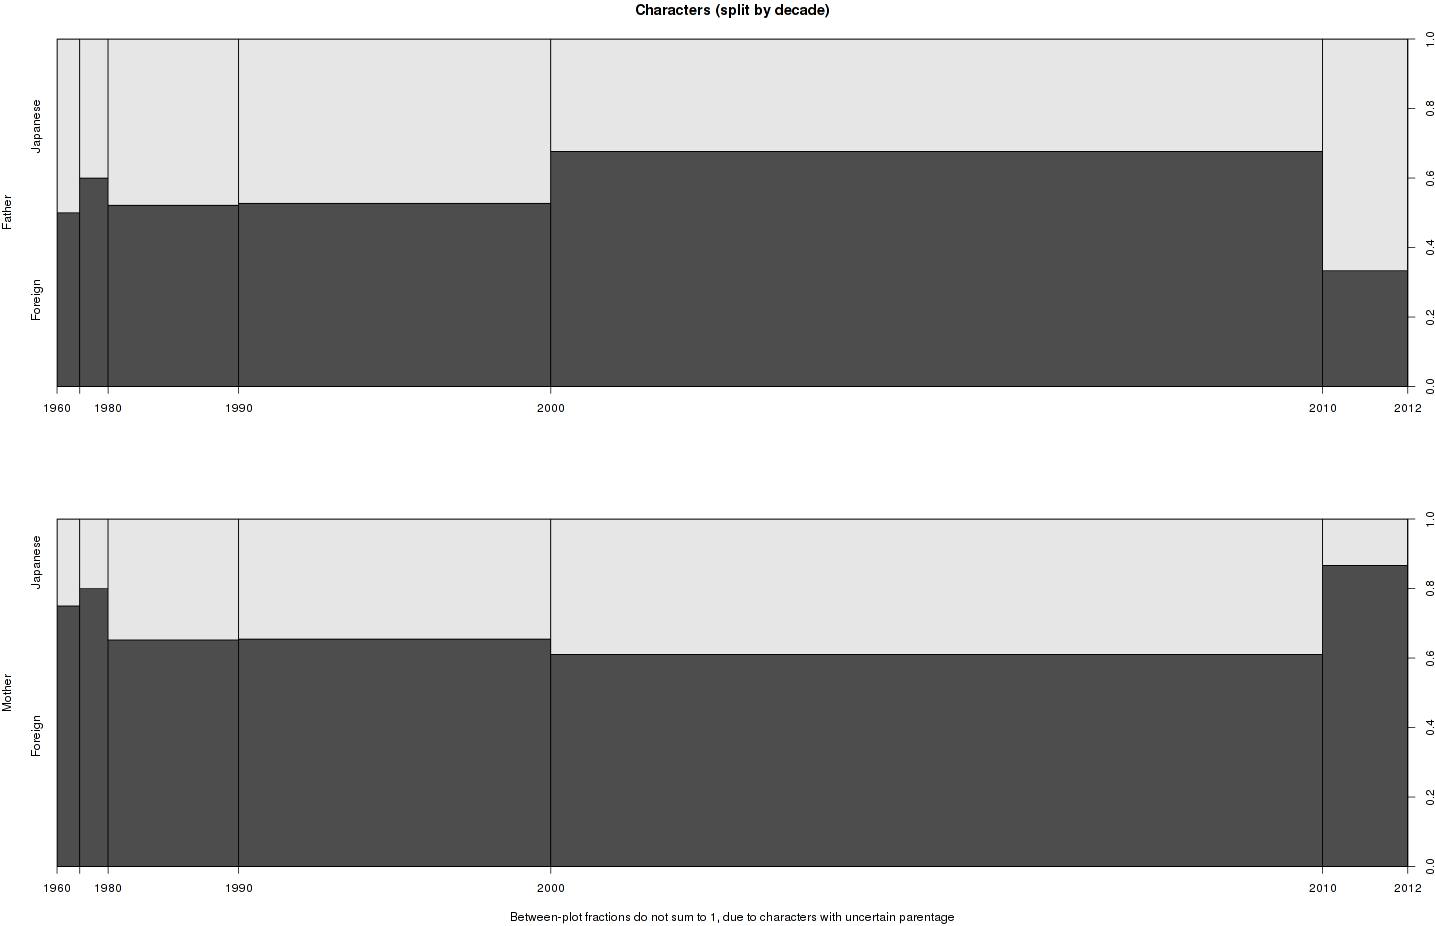 Characters (split by decade)
Father
Japanese
Foreign
1.0
0.8
0.6
0.4
0.2
0.0
1960 1980 1990 2000 2010 2012
Mother
Japanese
Foreign
1.0
0.8
0.6
0.4
0.2
0.0
1960 1980 1990 2000 2010 2012
Between-plot fractions do not sum to 1, due to characters with uncertain parentage